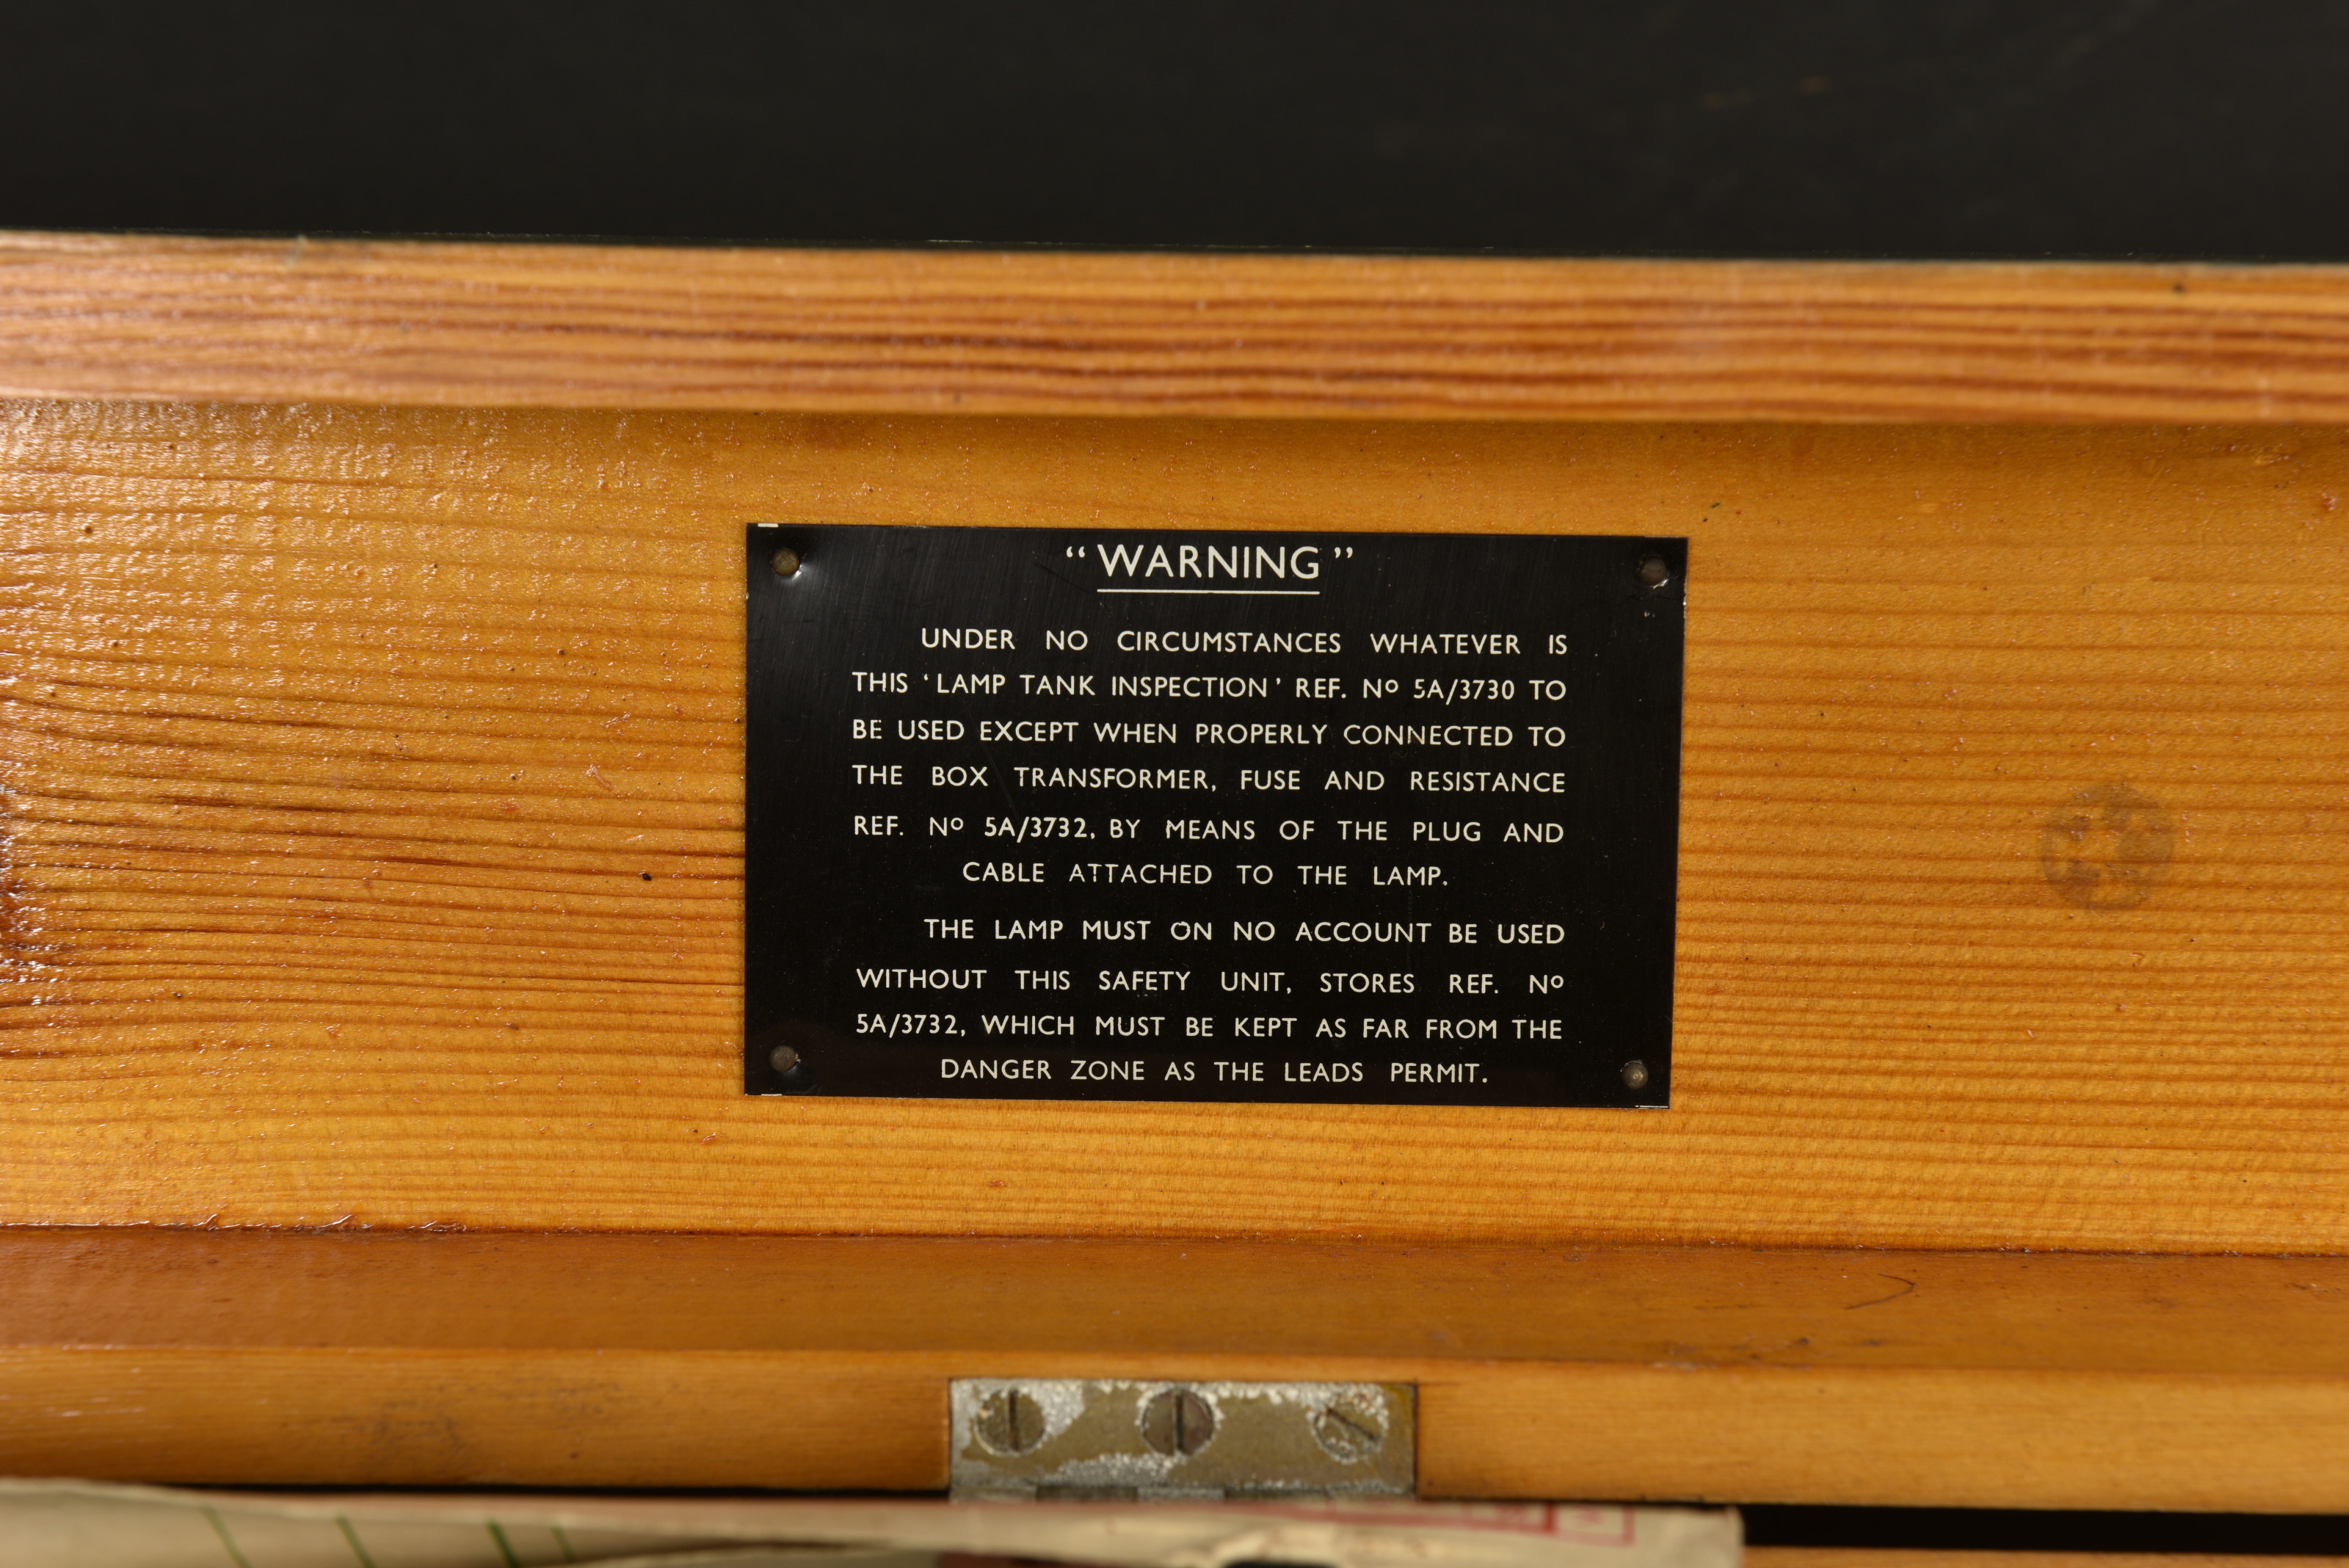 “WARNING”
UNDER NO CIRCUMSTANCES WHATEVER IS
THIS ‘LAMP TANK INSPECTION’ REF. Nº 5A/3730 TO
BE USED EXCEPT WHEN PROPERLY CONNECTED TO
THE BOX TRANSFORMER, FUSE AND RESISTANCE
REF. Nº 5A/3732, BY MEANS OF THE PLUG AND
CABLE ATTACHED TO THE LAMP.
THE LAMP MUST ON NO ACCOUNT BE USED
WITHOUT THIS SAFETY UNIT, STORES REF. Nº
5A/3732, WHICH MUST BE KEPT AS FAR FROM THE
DANGER ZONE AS THE LEADS PERMIT.